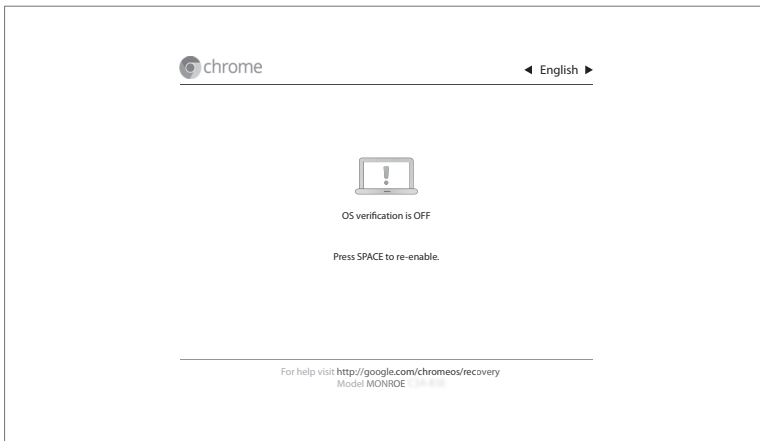 chrome
◄ English ►
OS verification is OFF
Press SPACE to re-enable.
For help visit http://google.com/chromeos/recovery
Model MONROE